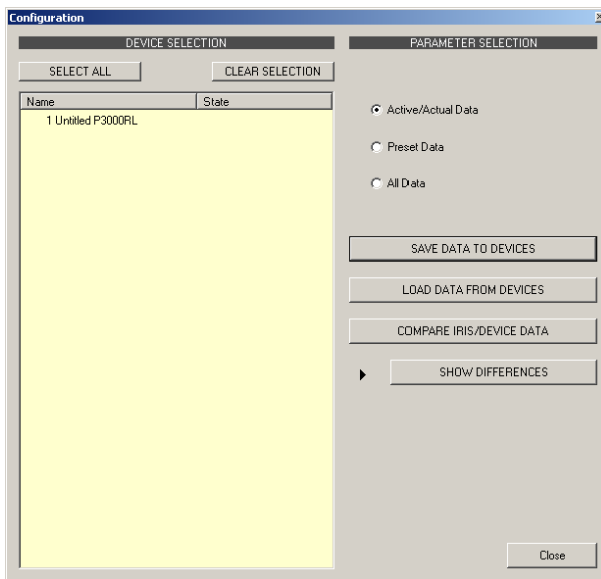 Configuration
DEVICE SELECTION
SELECT ALL
CLEAR SELECTION
Name
State
1 Untitled P3000RL
PARAMETER SELECTION
Active/Actual Data
Preset Data
All Data
SAVE DATA TO DEVICES
LOAD DATA FROM DEVICES
COMPARE IRIS/DEVICE DATA
SHOW DIFFERENCES
Close